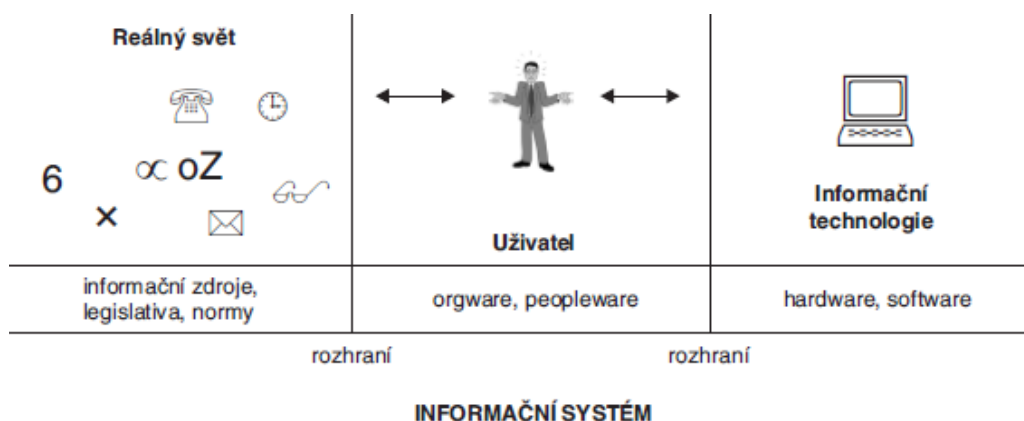 Reálný svět
6
∝ oZ
×
Uživatel
Informační
technologie
informační zdroje,
legislativa, normy
orgware, peopleware
hardware, software
rozhraní
rozhraní
INFORMAČNÍ SYSTÉM